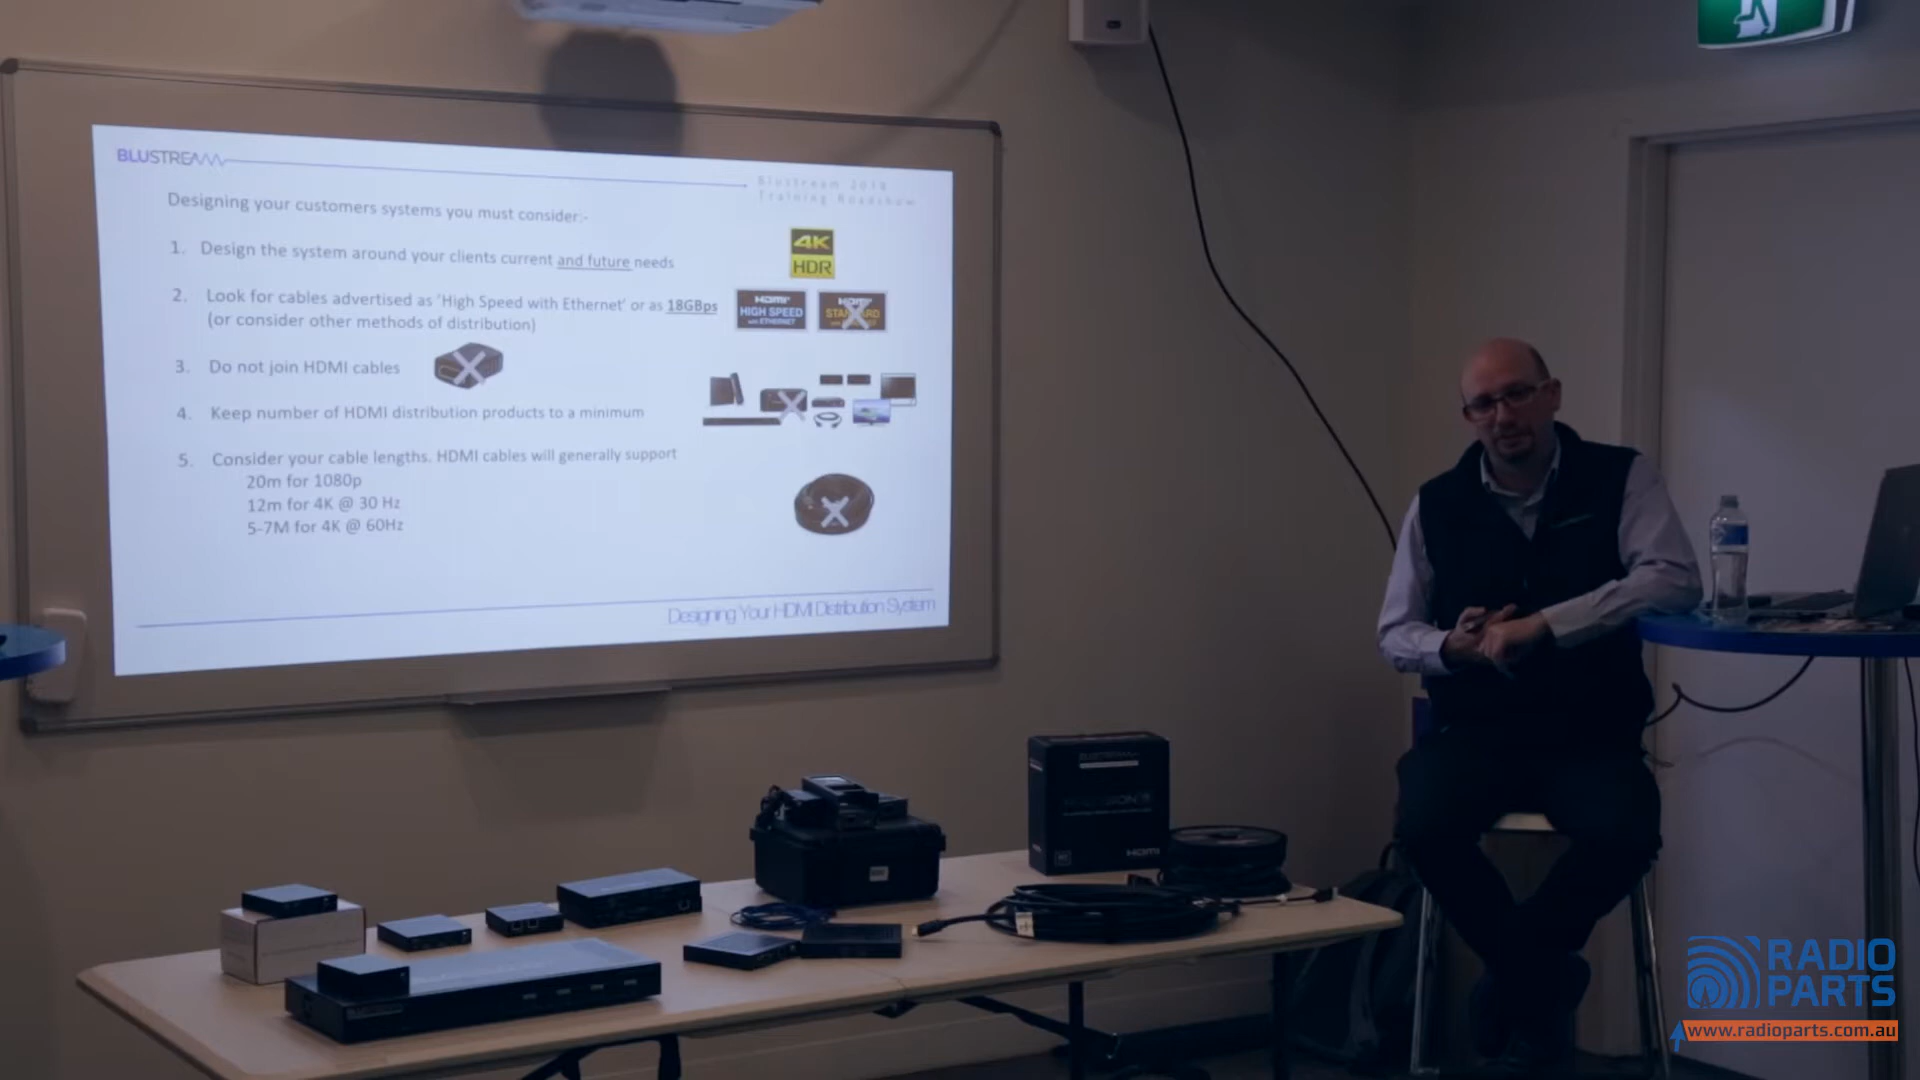 BLUSTREAM
Blustream 2018
Training Roadshow
Designing your customers systems you must consider:-
1. Design the system around your clients current and future needs
4K
HDR
2. Look for cables advertised as 'High Speed with Ethernet' or as 18GBps
(or consider other methods of distribution)
HDMI
HIGH SPEED
with ETHERNET
HDMI
3. Do not join HDMI cables
4. Keep number of HDMI distribution products to a minimum
5. Consider your cable lengths. HDMI cables will generally support
20m for 1080p
12m for 4K @ 30 Hz
5-7M for 4K @ 60Hz
Designing Your HDMI Distribution System
BLUSTREAM
HDMI
BLUSTREAM
RADIO
PARTS
www.radioparts.com.au